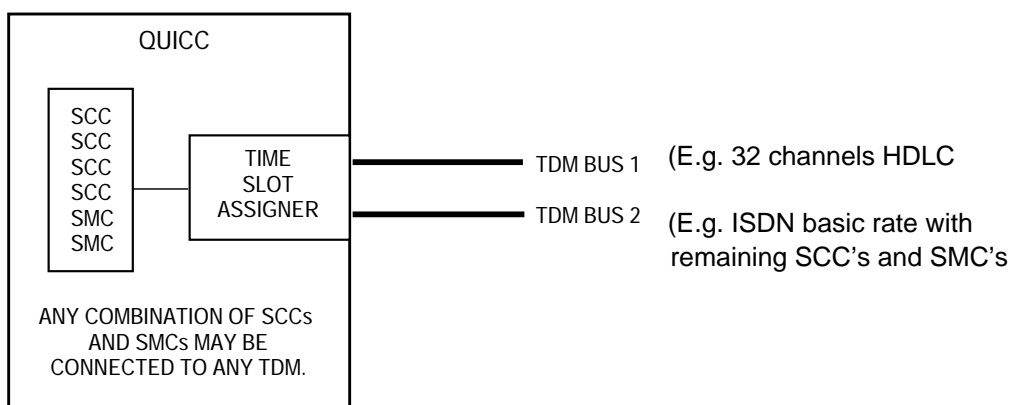 QUICC
SCC
SCC
SCC
SCC
SMC
SMC
TIME
SLOT
ASSIGNER
TDM BUS 1
(E.g. 32 channels HDLC
TDM BUS 2
(E.g. ISDN basic rate with
remaining SCC's and SMC's
ANY COMBINATION OF SCCs
AND SMCs MAY BE
CONNECTED TO ANY TDM.